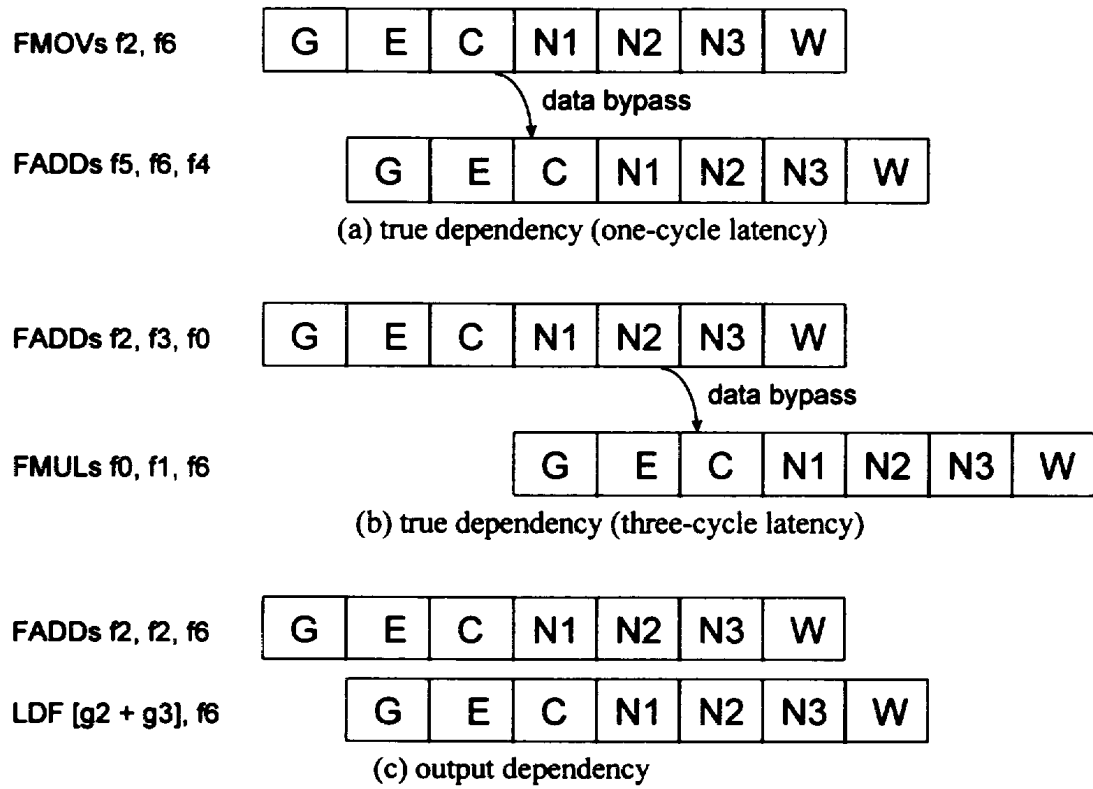 FMOVs f2, f6 G E C N1 N2 N3 W
data bypass
FADDs f5, f6, f4 G E C N1 N2 N3 W
(a) true dependency (one-cycle latency)
FADDs f2, f3, f0 G E C N1 N2 N3 W
data bypass
FMULs f0, f1, f6 G E C N1 N2 N3 W
(b) true dependency (three-cycle latency)
FADDs f2, f2, f6 G E C N1 N2 N3 W
LDF [g2 + g3], f6 G E C N1 N2 N3 W
(c) output dependency